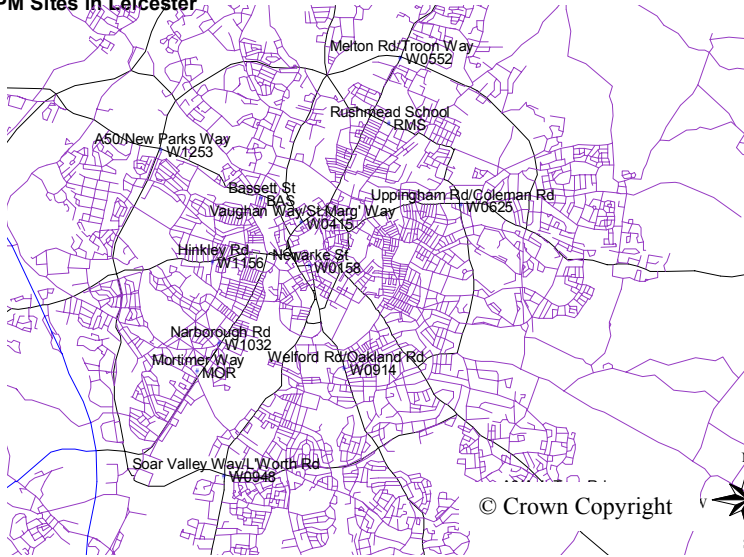 PM Sites in Leicester
Melton Rd/Troon Way
W0552
Rushmead School
RMS
A50/New Parks Way
W1253
Bassett St
BAS
Uppingham Rd/Coleman Rd
W0625
Vaughan Way/St.Marg' Way
W0415
Hinkley Rd
W1156
Newarke St
W0158
Narborough Rd
W1032
Mortimer Way
MOR
Welford Rd/Oakland Rd
W0914
Soar Valley Way/L'Worth Rd
W0948
© Crown Copyright